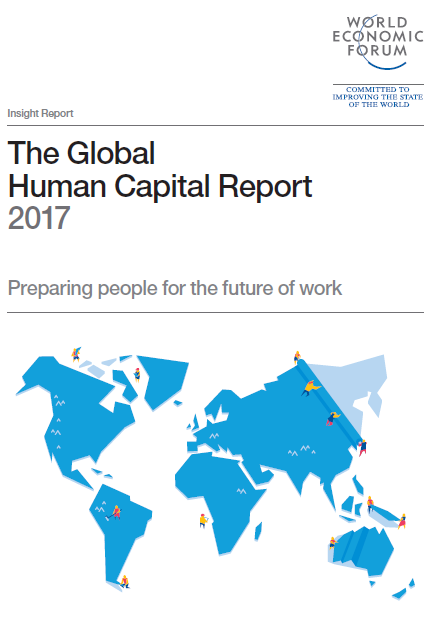 WORLD
ECONOMIC
FORUM
COMMITTED TO
IMPROVING THE STATE
OF THE WORLD
Insight Report
The Global
Human Capital Report
2017
Preparing people for the future of work